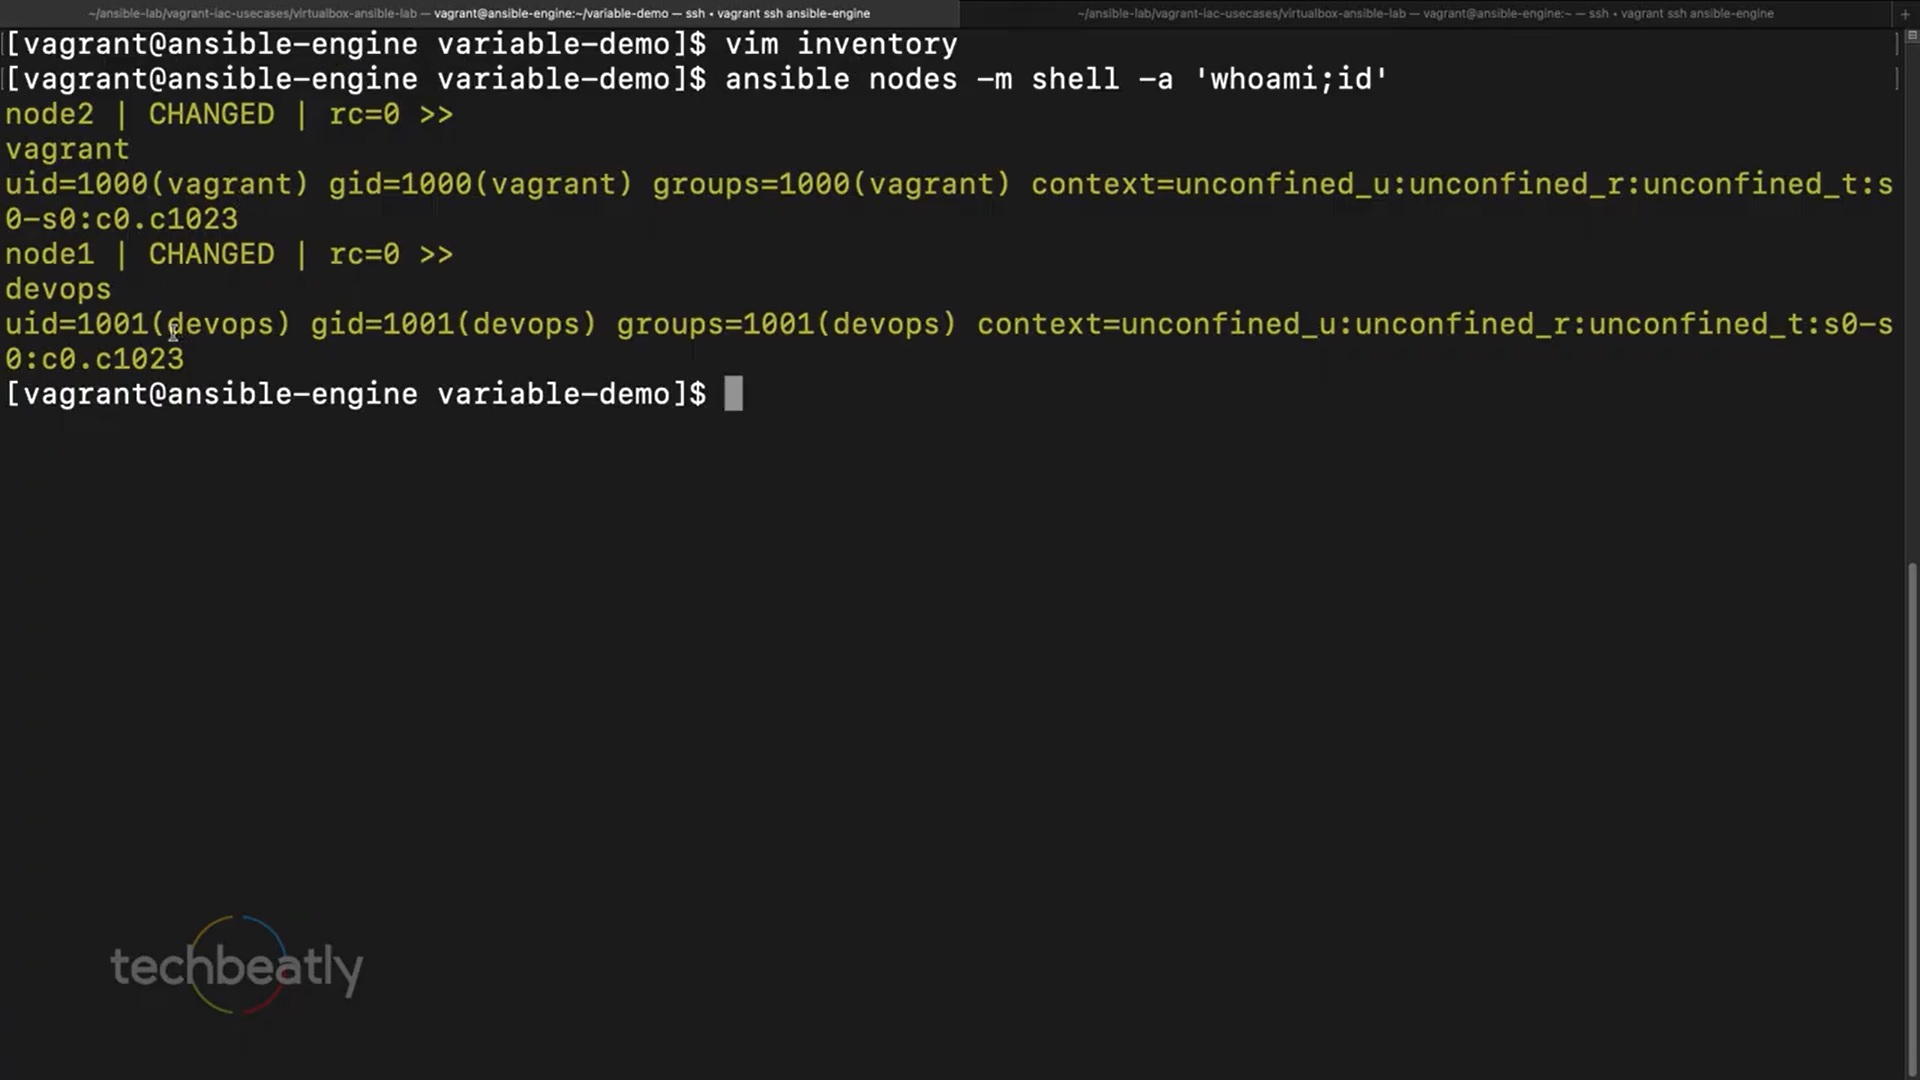 ~/ansible-lab/vagrant-iac-usecases/virtualbox-ansible-lab — vagrant@ansible-engine:~/variable-demo — ssh • vagrant ssh ansible-engine
~/ansible-lab/vagrant-iac-usecases/virtualbox-ansible-lab — vagrant@ansible-engine:~ — ssh • vagrant ssh ansible-engine
+
[vagrant@ansible-engine variable-demo]$ vim inventory
[vagrant@ansible-engine variable-demo]$ ansible nodes -m shell -a 'whoami;id'
node2 | CHANGED | rc=0 >>
vagrant
uid=1000(vagrant) gid=1000(vagrant) groups=1000(vagrant) context=unconfined_u:unconfined_r:unconfined_t:s
0-s0:c0.c1023
node1 | CHANGED | rc=0 >>
devops
uid=1001(devops) gid=1001(devops) groups=1001(devops) context=unconfined_u:unconfined_r:unconfined_t:s0-s
0:c0.c1023
[vagrant@ansible-engine variable-demo]$
techbeatly